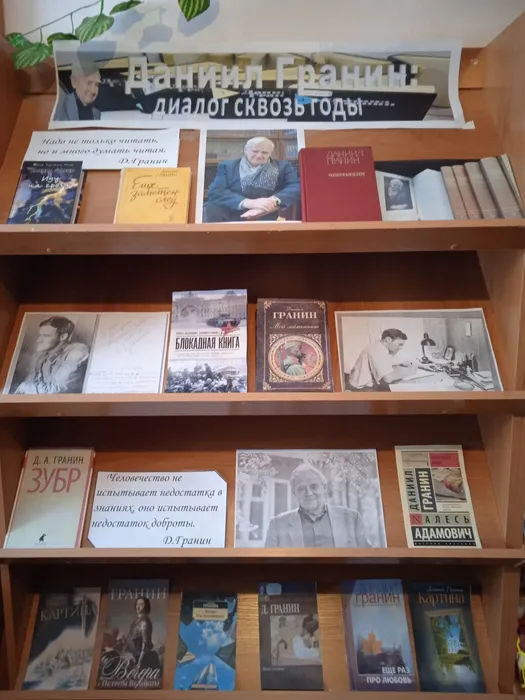 Даниил Гранин:
ДИАЛОГ СКВОЗЬ ГОДЫ
Надо не только читать,
но и много думать читая.
Д.Гранин
Иду
на грозу
Еще
заметен
след
ДАНИИЛ
ГРАНИН
БЛОКАДНАЯ КНИГА
ГРАНИН
Мой лейтенант
Д. А. ГРАНИН
ЗУБР
Человечество не
испытывает недостатка в
знаниях, оно испытывает
недостаток доброты.
Д.Гранин
ДАНИИЛ
ГРАНИН
АЛЕСЬ
АДАМОВИЧ
КАРТИНА
ГРАНИН
Вечера
с Петром Великим
Д. ГРАНИН
ГРАНИН
ЕЩЕ РАЗ
ПРО ЛЮБОВЬ
Даниил Гранин
КАРТИНА